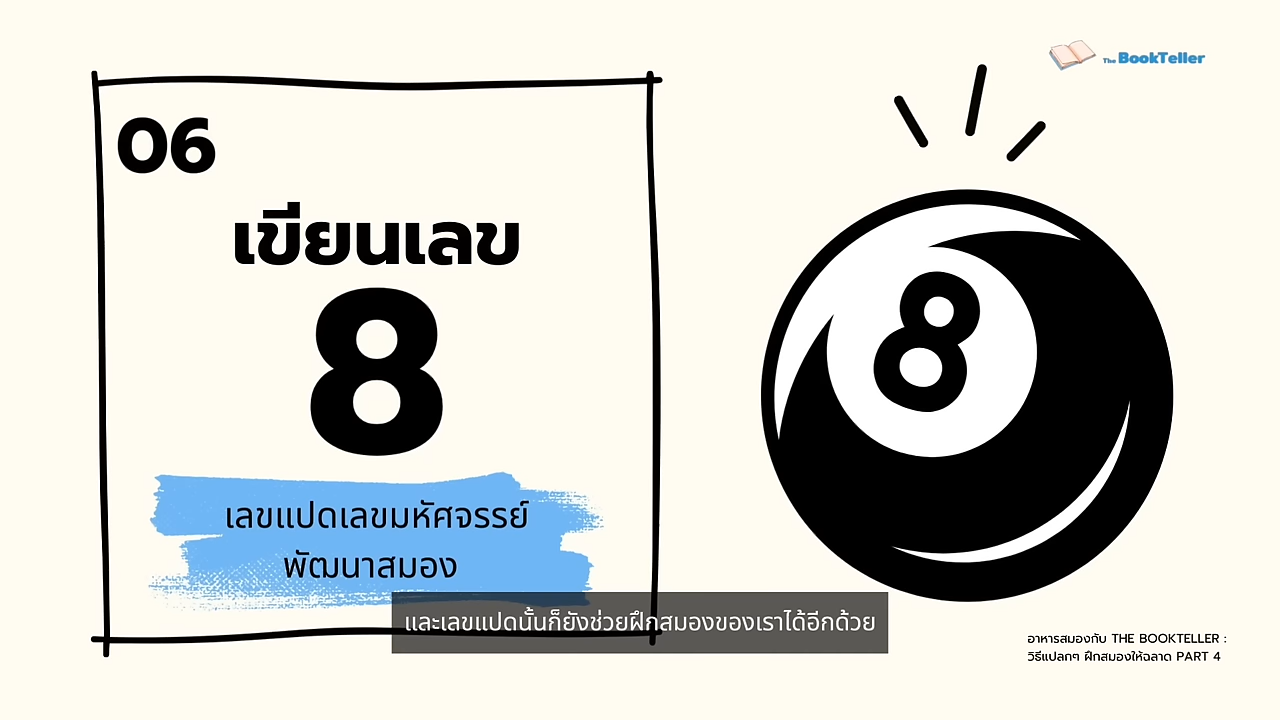 The BookTeller
06
เขียนเลข
8
เลขแปดเลขมหัศจรรย์
พัฒนาสมอง
8
และเลขแปดนั้นก็ยังช่วยฝึกสมองของเราได้อีกด้วย
อาหารสมองกับ THE BOOKTELLER :
วิธีแปลกๆ ฝึกสมองให้ฉลาด PART 4